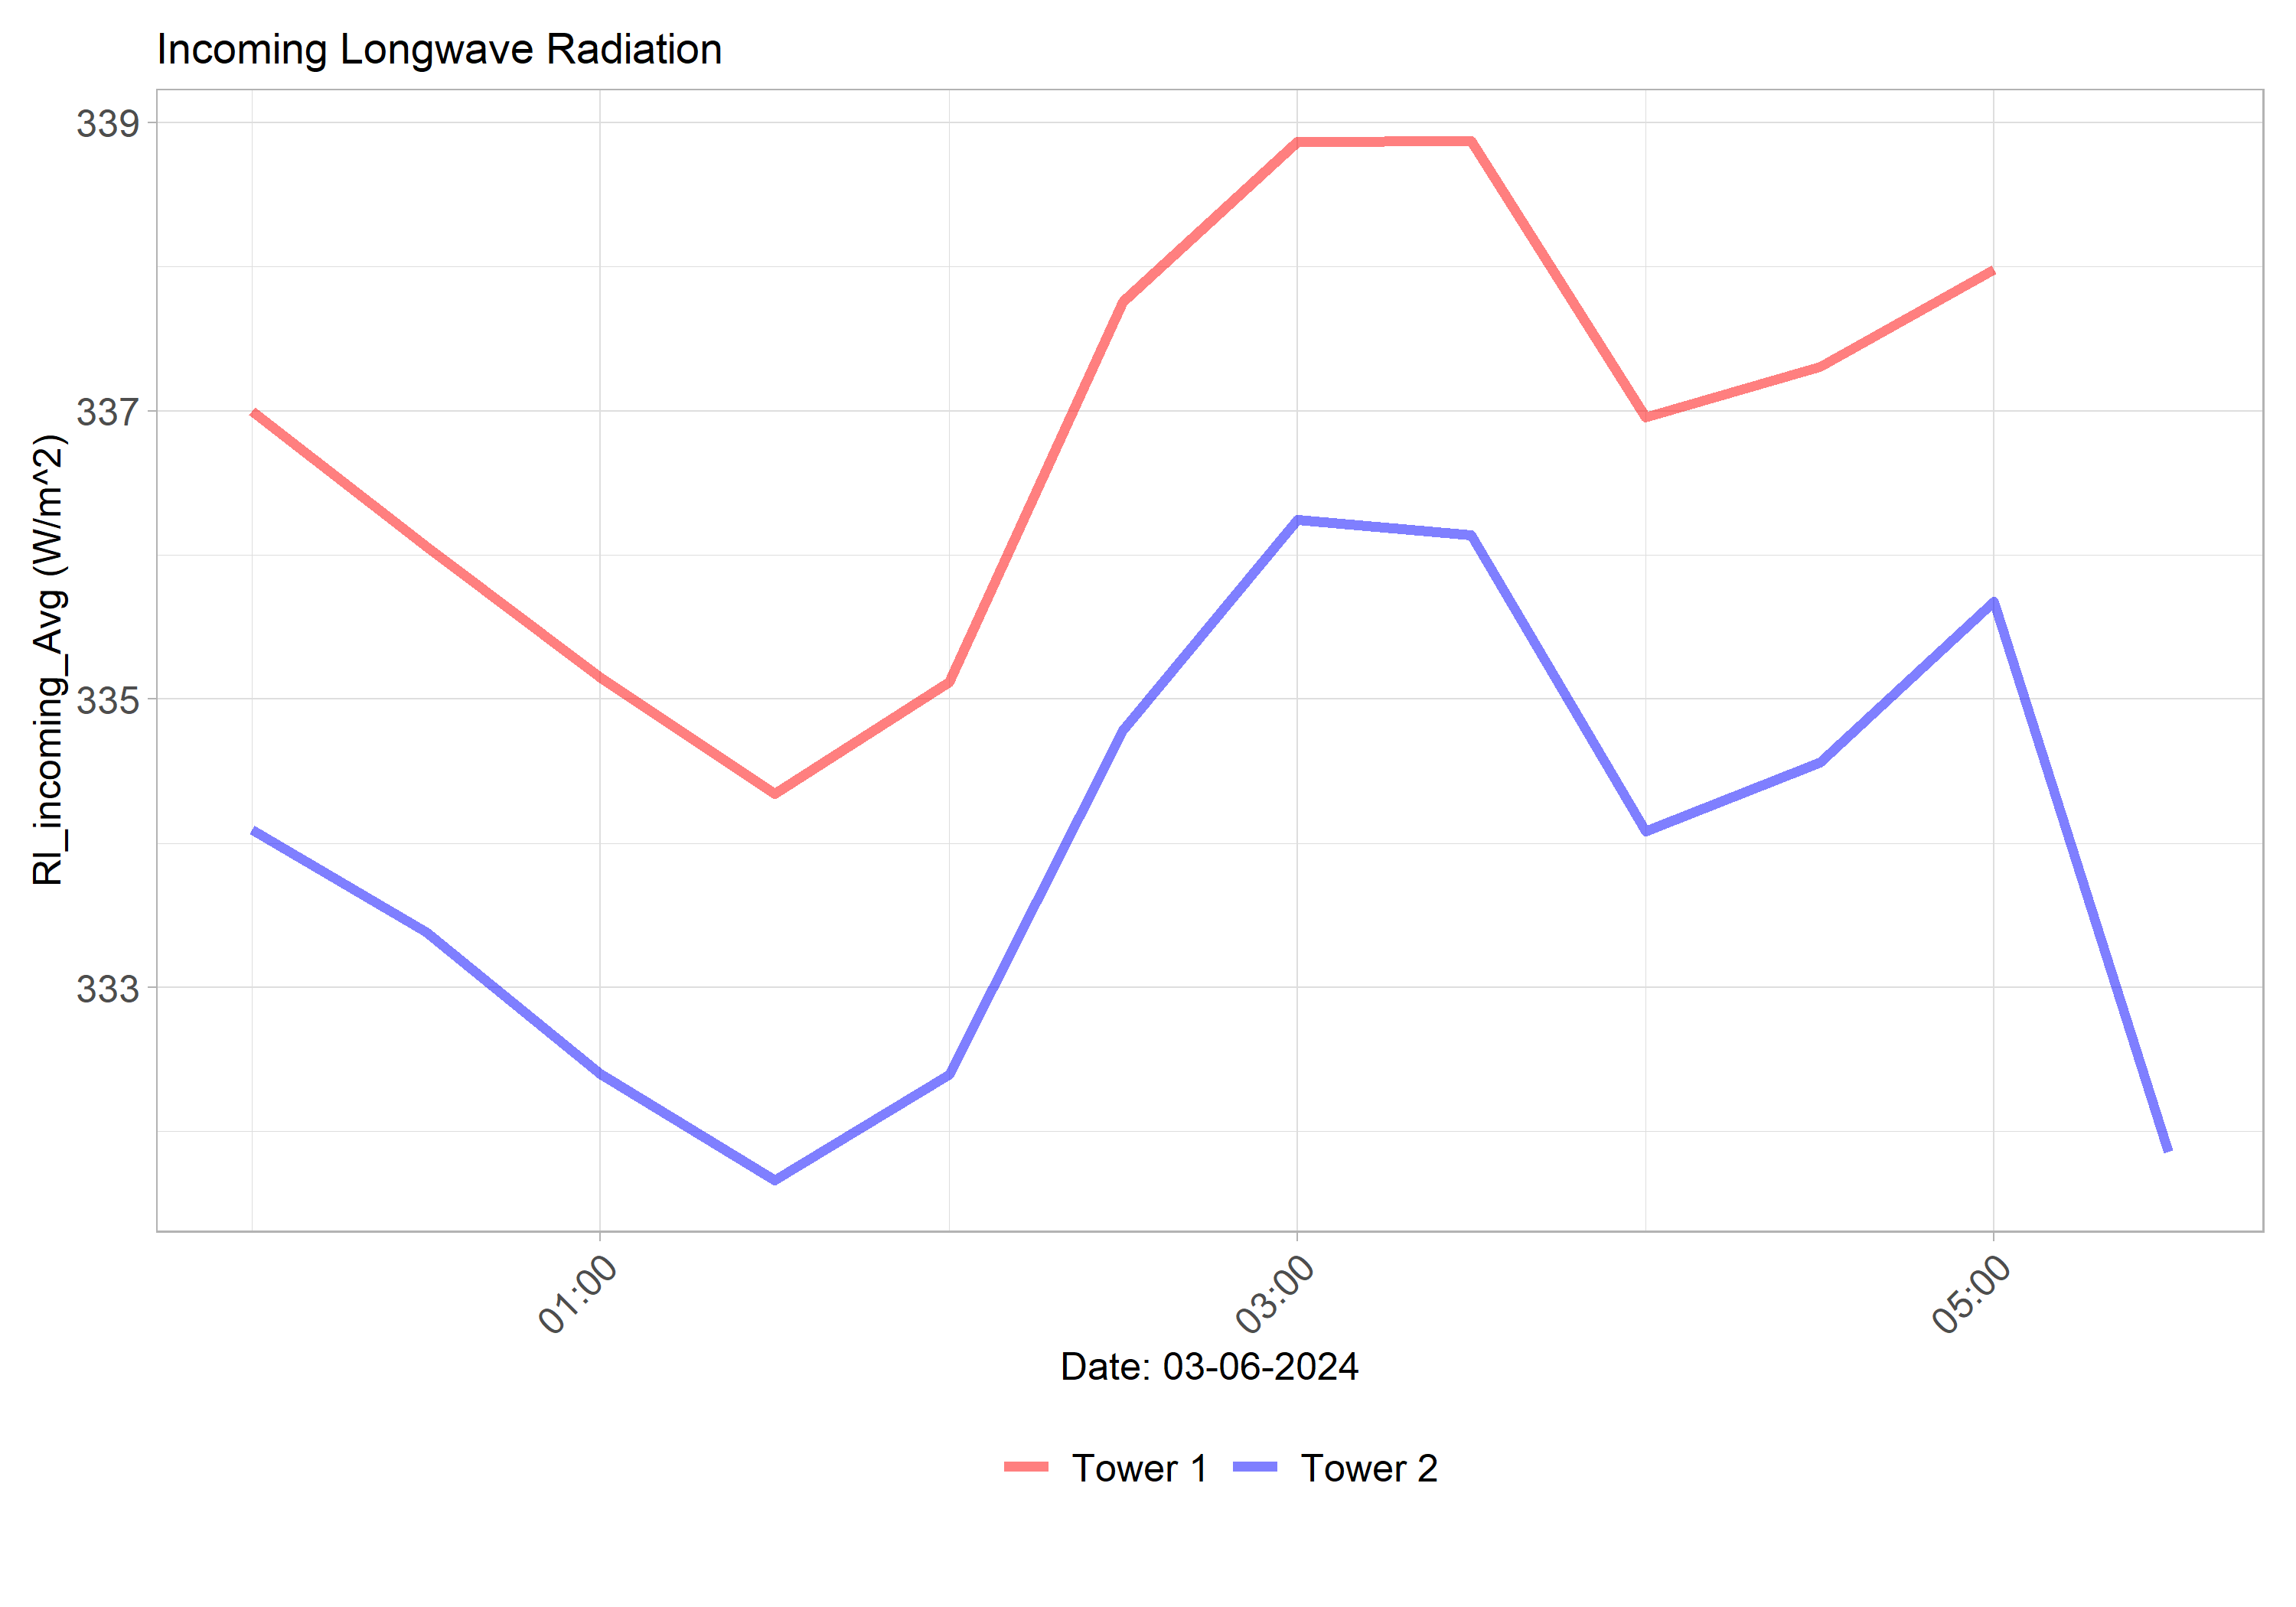 Incoming Longwave Radiation
Rl_incoming_Avg (W/m^2)
339
337
335
333
01:00
03:00
05:00
Date: 03-06-2024
Tower 1
Tower 2